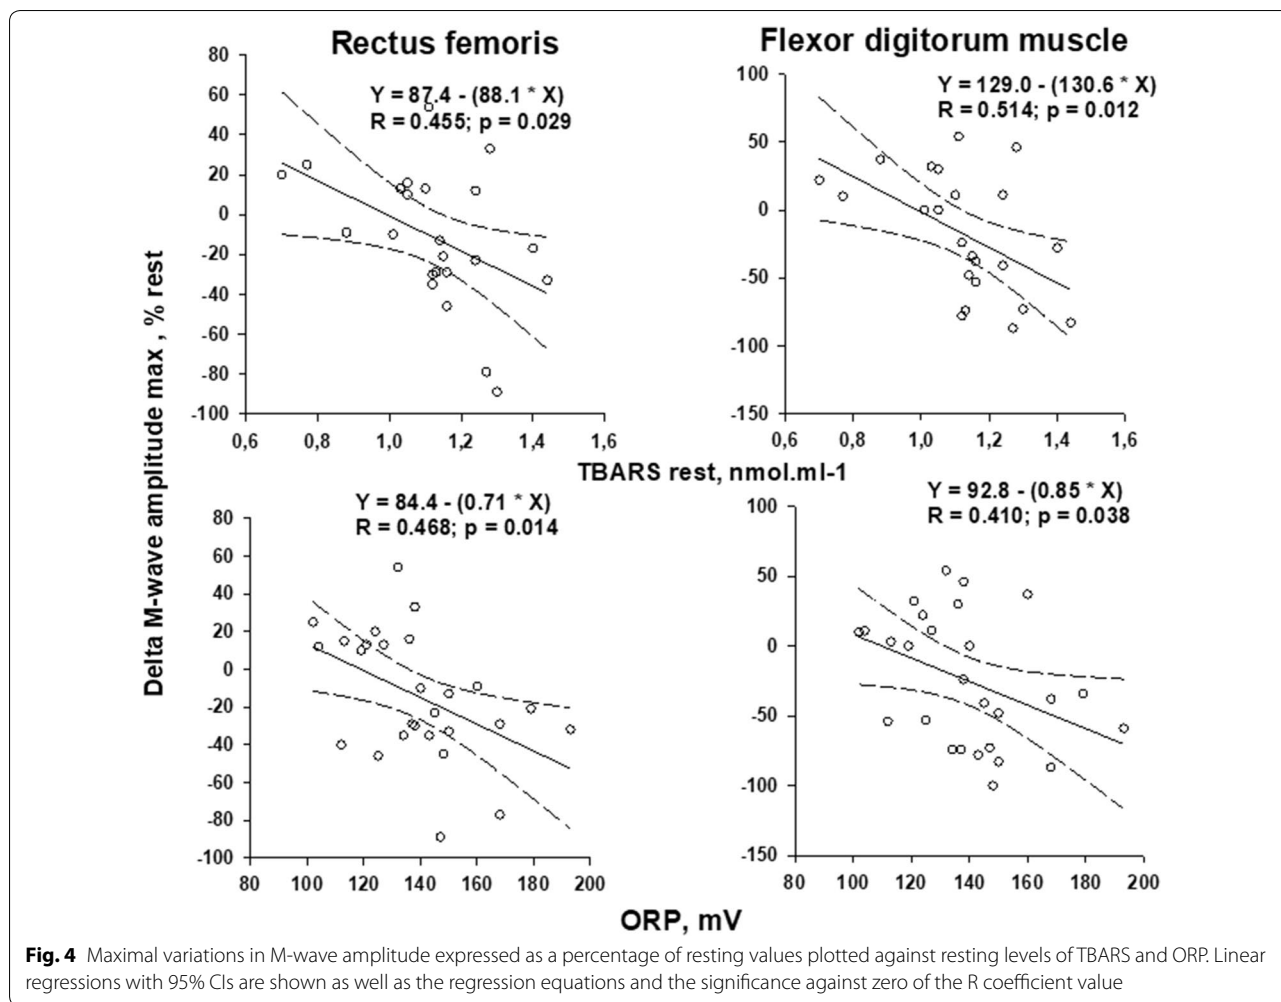 Rectus femoris
Flexor digitorum muscle
Y = 87.4 - (88.1 * X)
R = 0.455; p = 0.029
Y = 129.0 - (130.6 * X)
R = 0.514; p = 0.012
80
60
40
20
0
-20
-40
-60
-80
-100
0,6 0,8 1,0 1,2 1,4 1,6
100
50
0
-50
-100
-150
0,6 0,8 1,0 1,2 1,4 1,6
Delta M-wave amplitude max , % rest
TBARS rest, nmol.ml-1
Y = 84.4 - (0.71 * X)
R = 0.468; p = 0.014
Y = 92.8 - (0.85 * X)
R = 0.410; p = 0.038
80
60
40
20
0
-20
-40
-60
-80
-100
80 100 120 140 160 180 200
100
50
0
-50
-100
-150
80 100 120 140 160 180 200
ORP, mV
Fig. 4 Maximal variations in M-wave amplitude expressed as a percentage of resting values plotted against resting levels of TBARS and ORP. Linear
regressions with 95% CIs are shown as well as the regression equations and the significance against zero of the R coefficient value